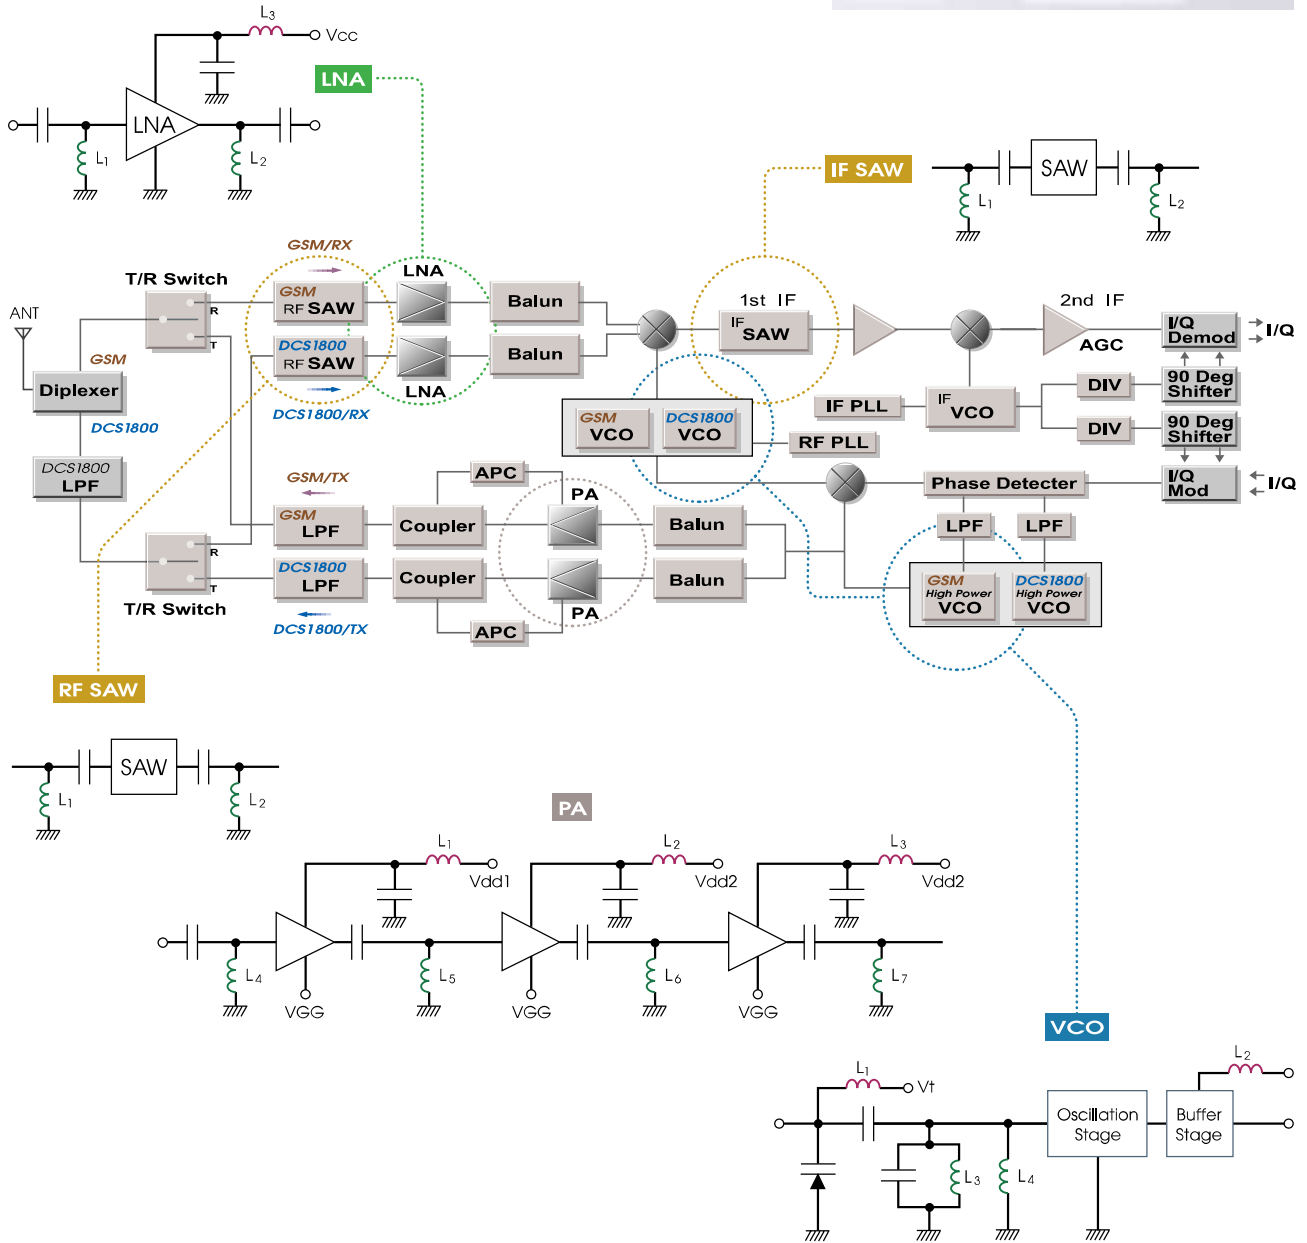 L3
Vcc
LNA
LNA
L1
L2
IF SAW
SAW
L1
L2
GSM/RX
T/R Switch
LNA
1st IF
2nd IF
ANT
R
T
GSM
RF SAW
Balun
IF
SAW
I/Q
Demod
I/Q
AGC
GSM
DCS1800
RF SAW
Balun
LNA
Diplexer
DCS1800
DCS1800/RX
IF PLL
IF
VCO
DIV
90 Deg
Shifter
GSM
VCO
DCS1800
VCO
RF PLL
DIV
90 Deg
Shifter
DCS1800
LPF
GSM/TX
APC
PA
Phase Detecter
I/Q
Mod
I/Q
GSM
LPF
Coupler
Balun
LPF
LPF
R
T
T/R Switch
DCS1800
LPF
Coupler
Balun
GSM
High Power
VCO
DCS1800
High Power
VCO
PA
DCS1800/TX
APC
RF SAW
SAW
L1
L2
PA
L1
Vdd1
L2
Vdd2
L3
Vdd2
L4
L5
L6
L7
VGG
VGG
VGG
VCO
L1
Vt
L2
Oscillation
Stage
Buffer
Stage
L3
L4